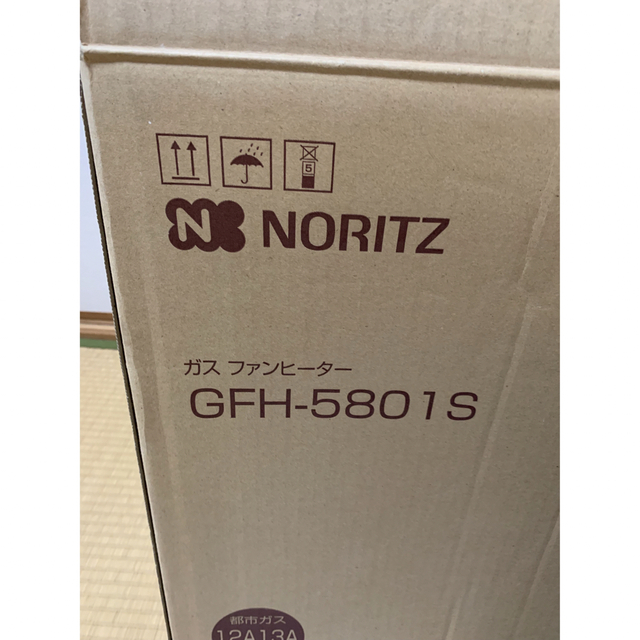 5
N NORITZ
ガス ファンヒーター
GFH-5801S
都市ガス
12A13A